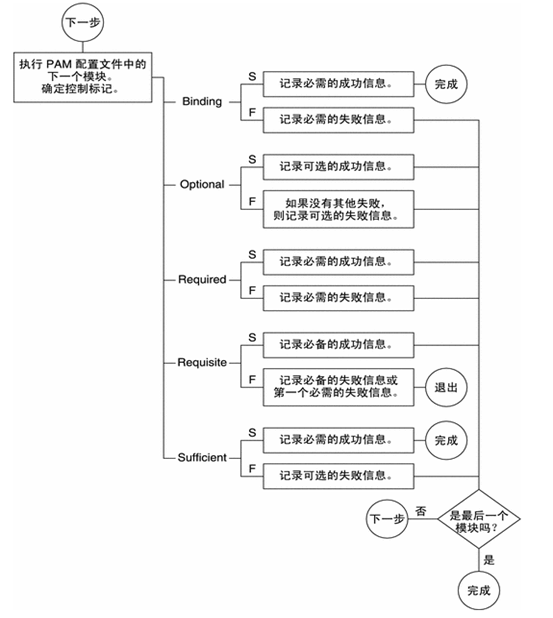 下一步
执行 PAM 配置文件中的
下一个模块。
确定控制标记。
Binding
S
记录必需的成功信息。
完成
F
记录必需的失败信息。
Optional
S
记录可选的成功信息。
F
如果没有其他失败,
则记录可选的失败信息。
Required
S
记录必需的成功信息。
F
记录必需的失败信息。
Requisite
S
记录必备的成功信息。
F
记录必备的失败信息或
第一个必需的失败信息。
退出
Sufficient
S
记录必需的成功信息。
完成
F
记录可选的失败信息。
是最后一个
模块吗?
否
下一步
是
完成